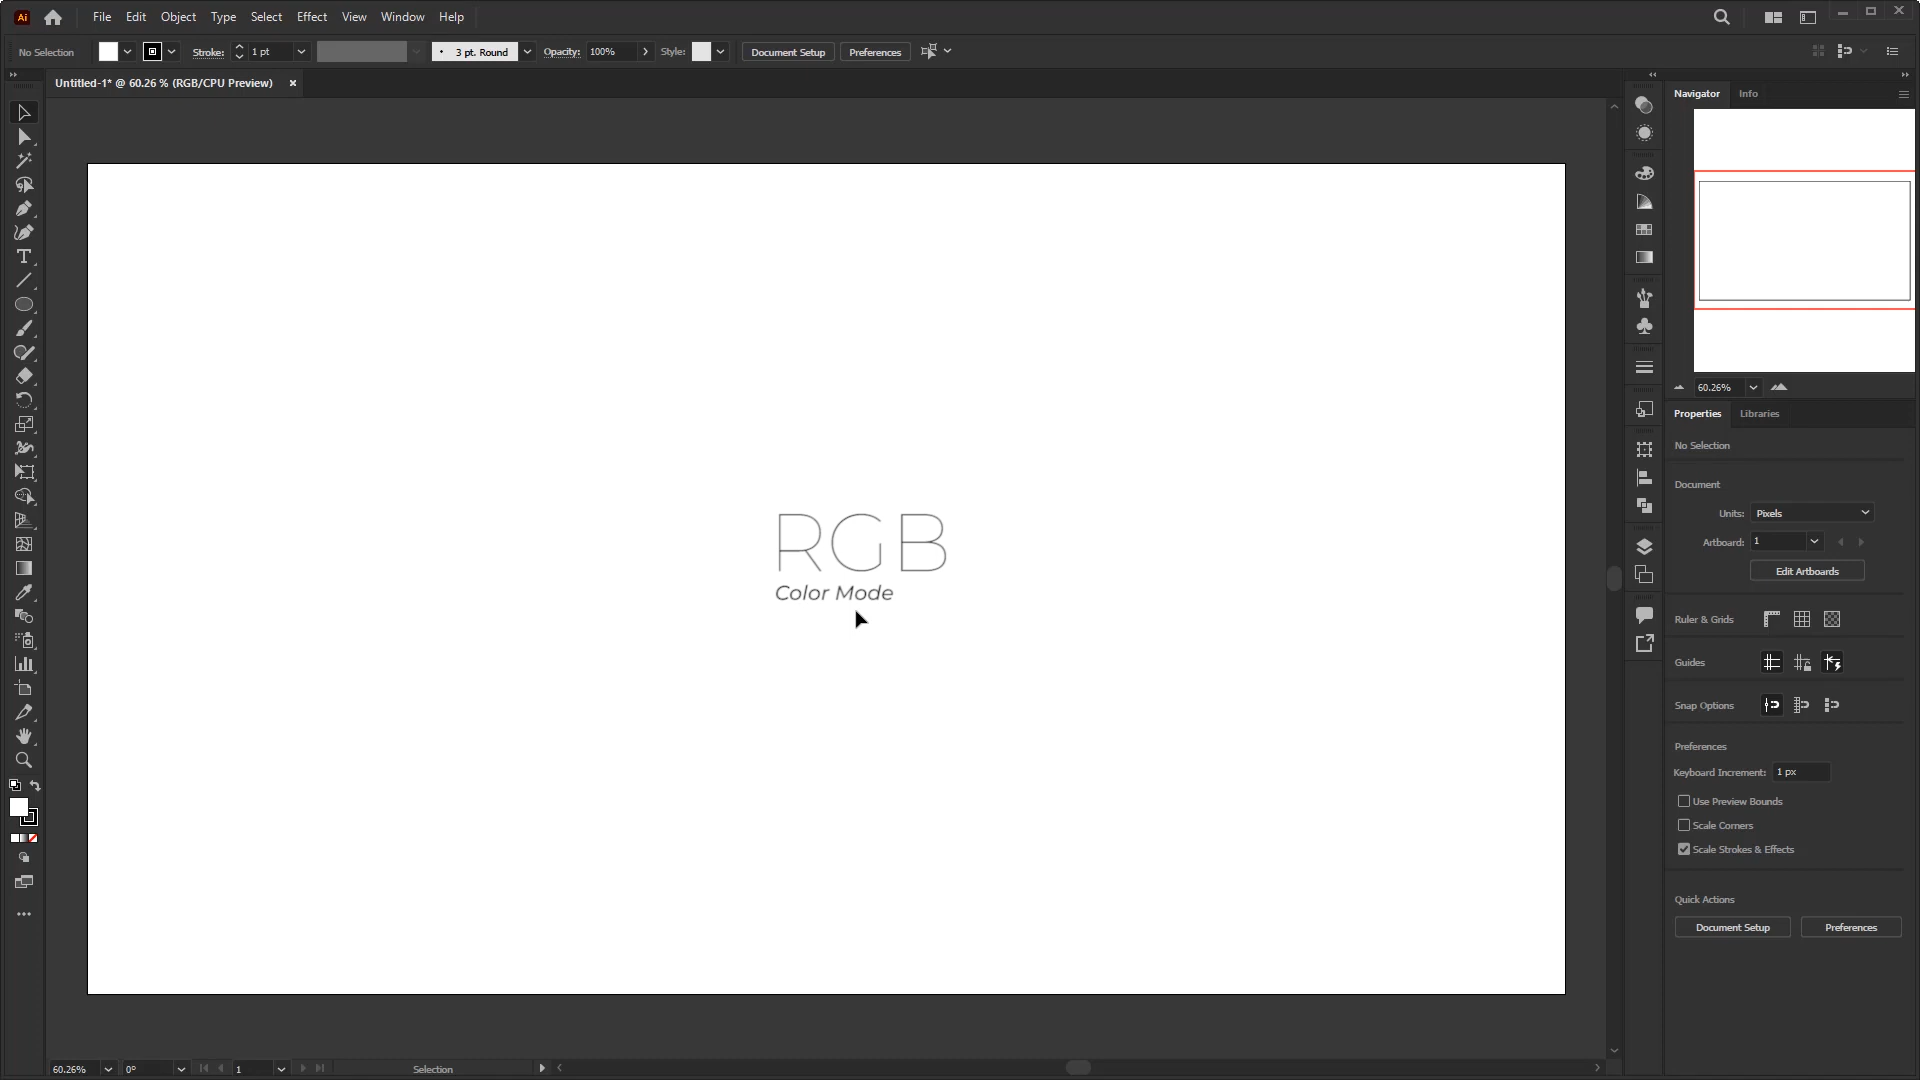 Ai File Edit Object Type Select Effect View Window Help
No Selection Stroke: 1 pt 3 pt. Round Opacity: 100% Style: Document Setup Preferences
Untitled-1* @ 60.26 % (RGB/CPU Preview)
Navigator Info
60.26%
Properties Libraries
No Selection
Document
Units: Pixels
Artboard: 1
Edit Artboards
RGB
Color Mode
Ruler & Grids
Guides
Snap Options
Preferences
Keyboard Increment: 1 px
Use Preview Bounds
Scale Corners
Scale Strokes & Effects
Quick Actions
Document Setup Preferences
60.26% 0° 1 Selection